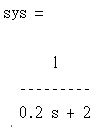 sys =
1
---------
0.2 s + 2